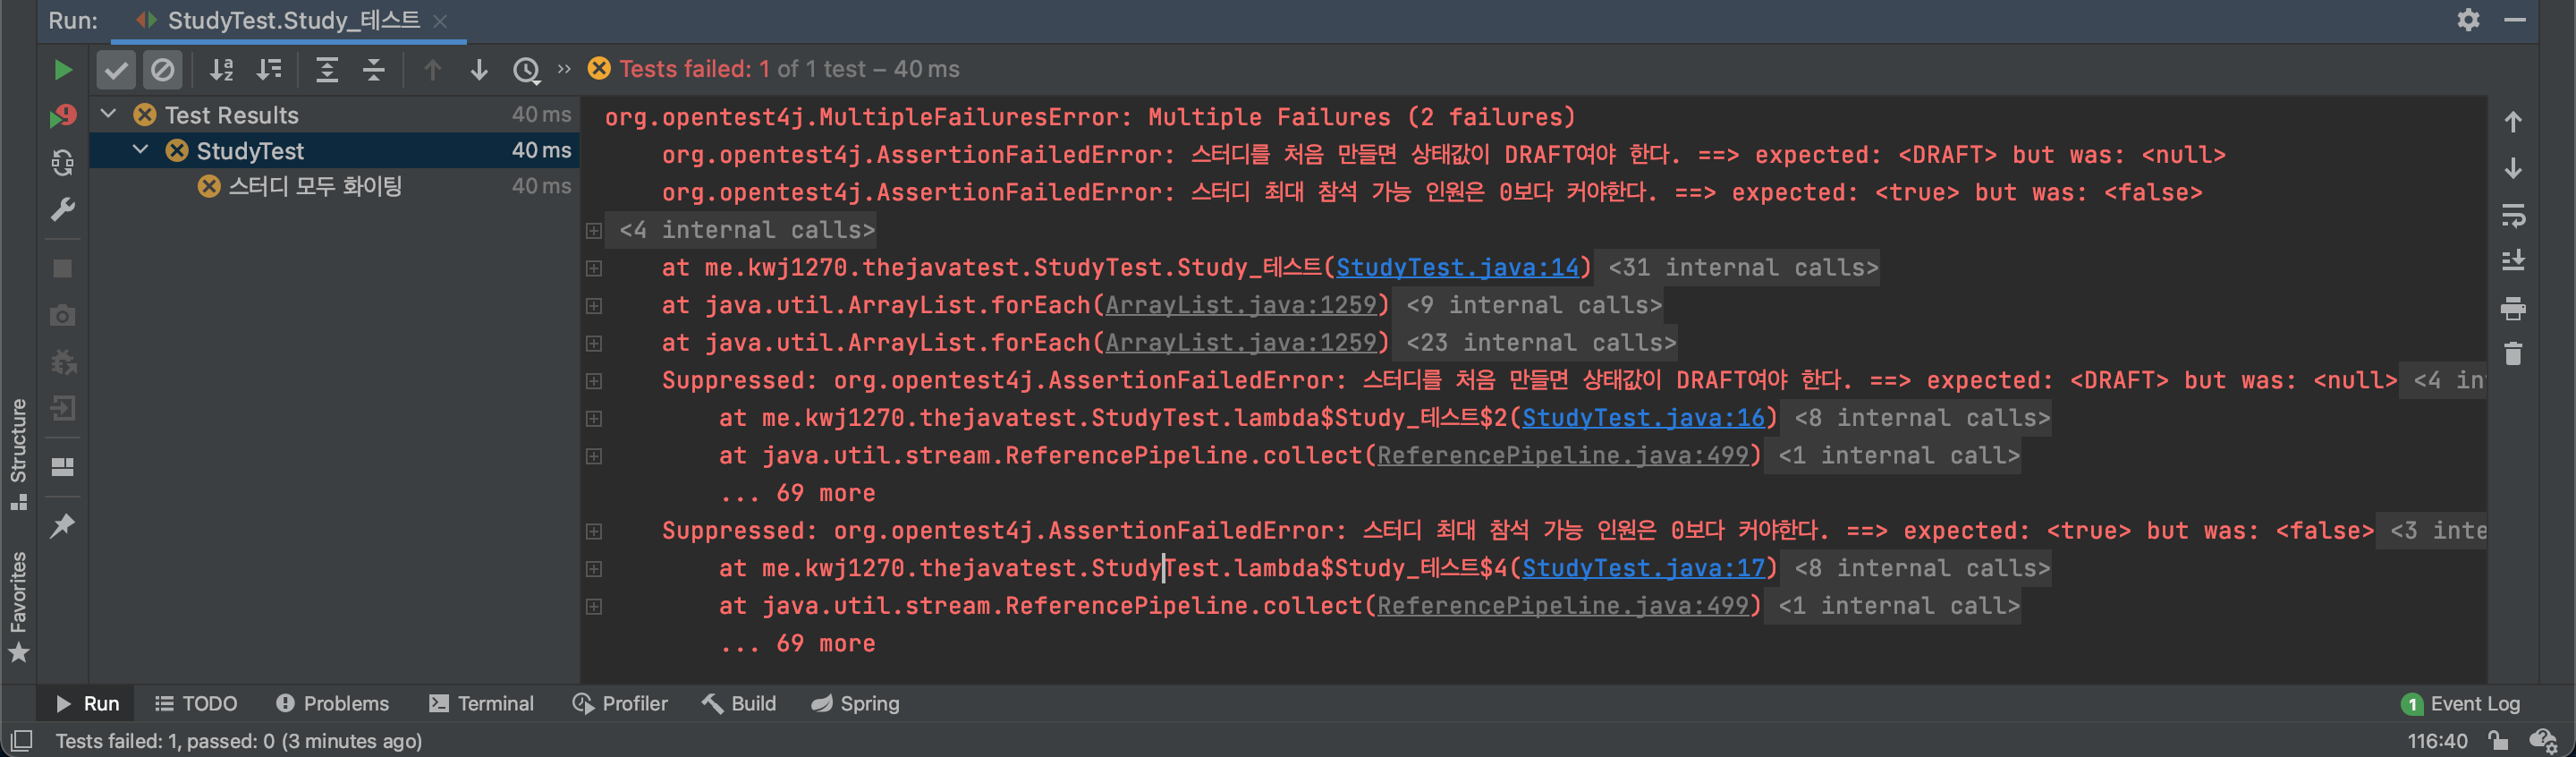 Run: StudyTest.Study_테스트
Tests failed: 1 of 1 test – 40 ms
Test Results 40 ms
StudyTest 40 ms
스터디 모두 화이팅 40 ms
org.opentest4j.MultipleFailuresError: Multiple Failures (2 failures)
org.opentest4j.AssertionFailedError: 스터디를 처음 만들면 상태값이 DRAFT여야 한다. ==> expected: <DRAFT> but was: <null>
org.opentest4j.AssertionFailedError: 스터디 최대 참석 가능 인원은 0보다 커야한다. ==> expected: <true> but was: <false>
<4 internal calls>
at me.kwj1270.thejavatest.StudyTest.Study_테스트(StudyTest.java:14) <31 internal calls>
at java.util.ArrayList.forEach(ArrayList.java:1259) <9 internal calls>
at java.util.ArrayList.forEach(ArrayList.java:1259) <23 internal calls>
Suppressed: org.opentest4j.AssertionFailedError: 스터디를 처음 만들면 상태값이 DRAFT여야 한다. ==> expected: <DRAFT> but was: <null> <4 in
at me.kwj1270.thejavatest.StudyTest.lambda$Study_테스트$2(StudyTest.java:16) <8 internal calls>
at java.util.stream.ReferencePipeline.collect(ReferencePipeline.java:499) <1 internal call>
... 69 more
Suppressed: org.opentest4j.AssertionFailedError: 스터디 최대 참석 가능 인원은 0보다 커야한다. ==> expected: <true> but was: <false> <3 inte
at me.kwj1270.thejavatest.StudyTest.lambda$Study_테스트$4(StudyTest.java:17) <8 internal calls>
at java.util.stream.ReferencePipeline.collect(ReferencePipeline.java:499) <1 internal call>
... 69 more
Structure
Favorites
Run TODO Problems Terminal Profiler Build Spring 1 Event Log
Tests failed: 1, passed: 0 (3 minutes ago) 116:40